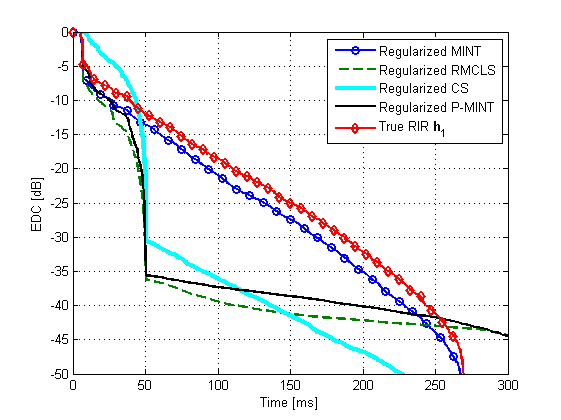 0
-5
-10
-15
-20
-25
-30
-35
-40
-45
-50
EDC [dB]
Regularized MINT
Regularized RMCLS
Regularized CS
Regularized P-MINT
True RIR h1
0 50 100 150 200 250 300
Time [ms]